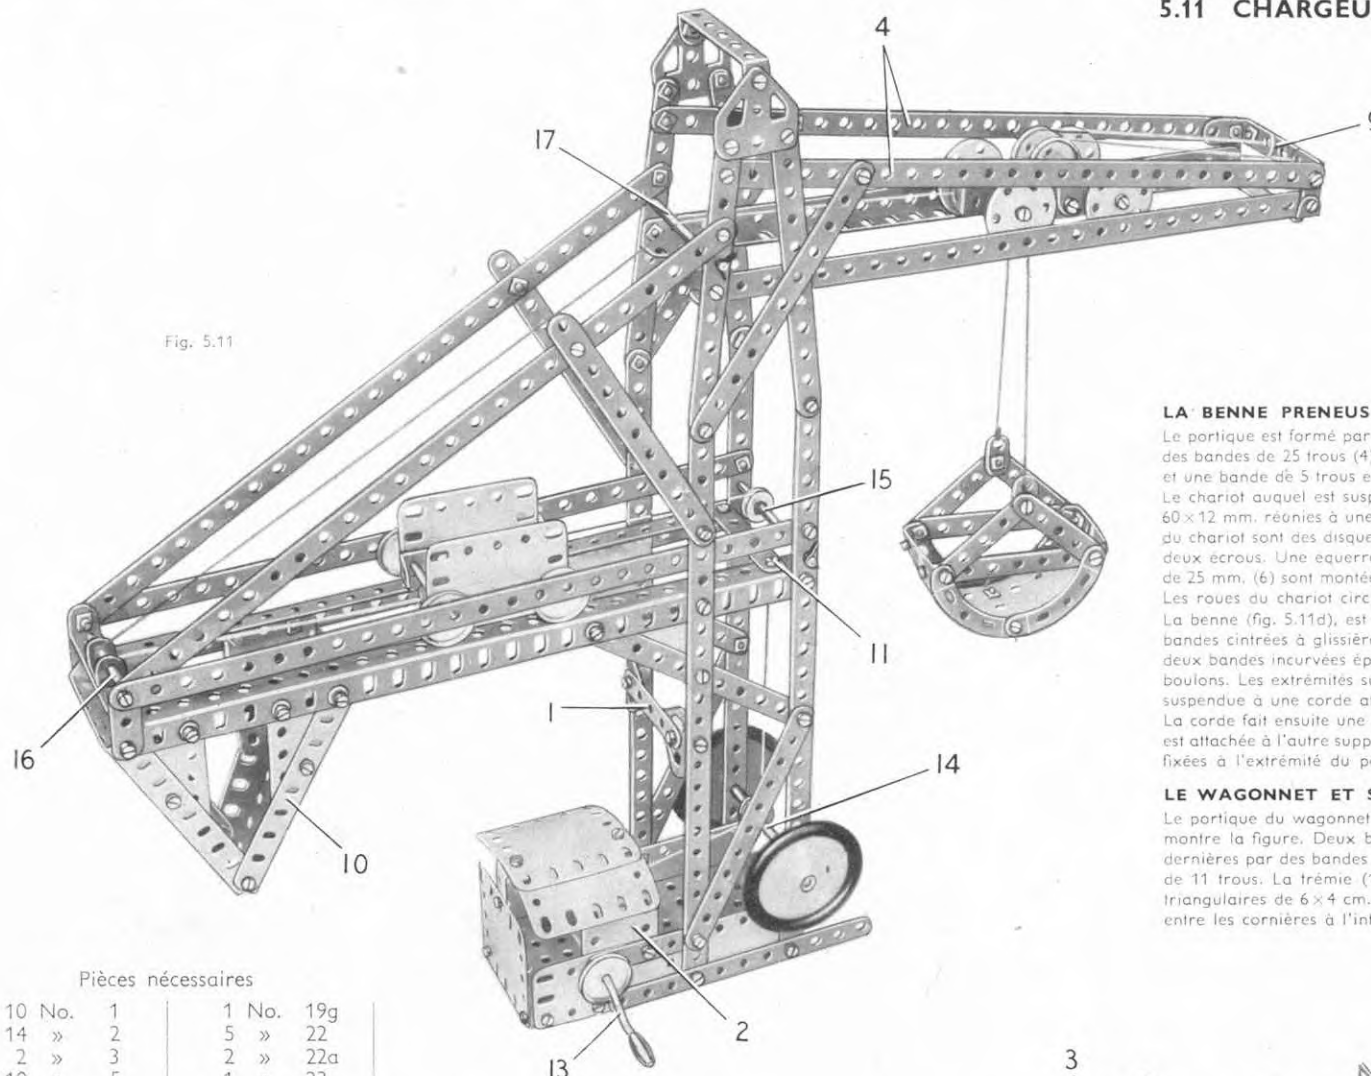 5.11 CHARGEU
4
17
Fig. 5.11
15
11
1
16
14
10
2
13
LA BENNE PRENEUS
Le portique est formé par
des bandes de 25 trous (4)
et une bande de 5 trous e
Le chariot auquel est susp
60×12 mm. réonies à une
du chariot sont des disque
deux écrous. Une equerre
de 25 mm. (6) sont montée
Les roues du chariot circ
La benne (fig. 5.11d), est
bandes cintrées à glissière
deux bandes incurvées ép
boulons. Les extrémités su
suspendue à une corde a
La corde fait ensuite une
est attachée à l'autre supp
fixées à l'extrémité du po
LE WAGONNET ET S
Le portique du wagonnet
montre la figure. Deux b
dernières par des bandes
de 11 trous. La trémie (1
triangulaires de 6×4 cm.
entre les cornières à l'int
Pièces nécessaires
10 No. 1 1 No. 19g
14 » 2 5 » 22
2 » 3 2 » 22a
3